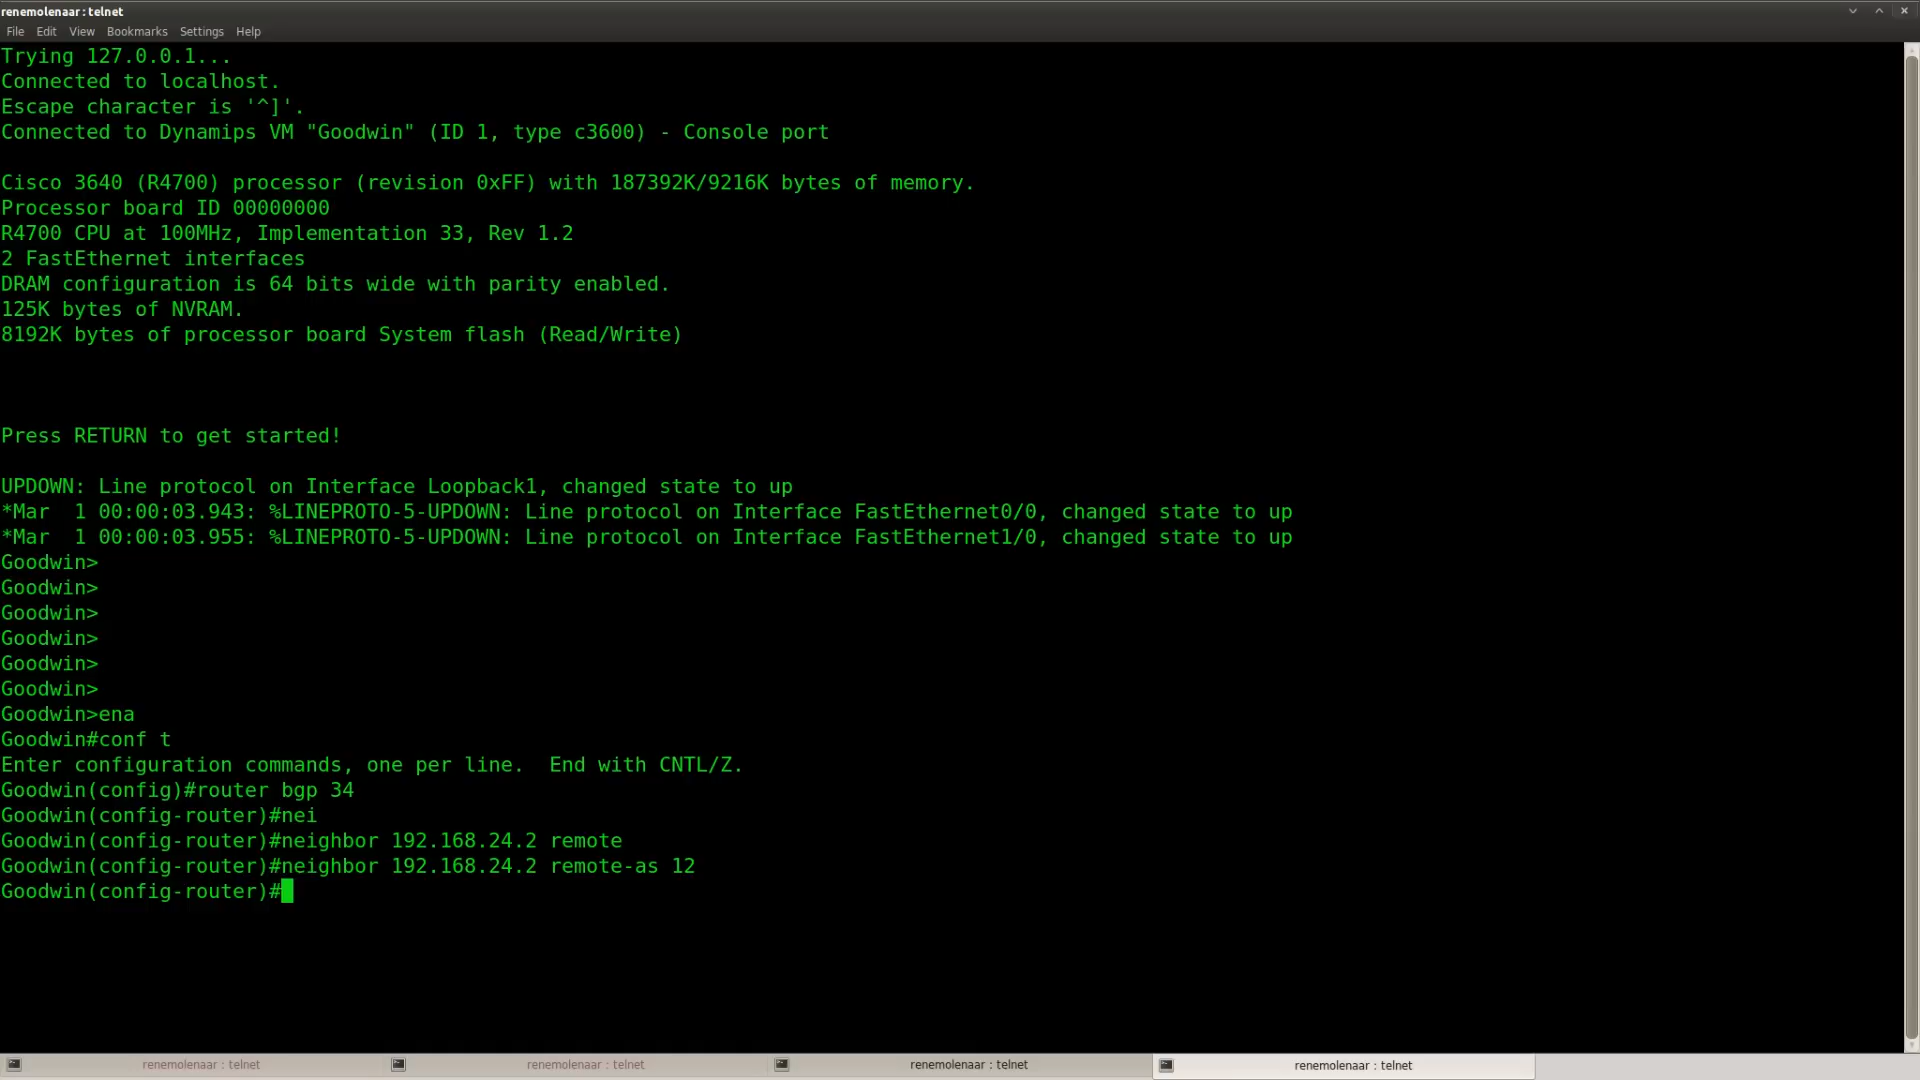 renemolenaar : telnet
File Edit View Bookmarks Settings Help
Trying 127.0.0.1...
Connected to localhost.
Escape character is '^]'.
Connected to Dynamips VM "Goodwin" (ID 1, type c3600) - Console port
Cisco 3640 (R4700) processor (revision 0xFF) with 187392K/9216K bytes of memory.
Processor board ID 00000000
R4700 CPU at 100MHz, Implementation 33, Rev 1.2
2 FastEthernet interfaces
DRAM configuration is 64 bits wide with parity enabled.
125K bytes of NVRAM.
8192K bytes of processor board System flash (Read/Write)
Press RETURN to get started!
UPDOWN: Line protocol on Interface Loopback1, changed state to up
*Mar  1 00:00:03.943: %LINEPROTO-5-UPDOWN: Line protocol on Interface FastEthernet0/0, changed state to up
*Mar  1 00:00:03.955: %LINEPROTO-5-UPDOWN: Line protocol on Interface FastEthernet1/0, changed state to up
Goodwin>
Goodwin>
Goodwin>
Goodwin>
Goodwin>
Goodwin>
Goodwin>ena
Goodwin#conf t
Enter configuration commands, one per line.  End with CNTL/Z.
Goodwin(config)#router bgp 34
Goodwin(config-router)#nei
Goodwin(config-router)#neighbor 192.168.24.2 remote
Goodwin(config-router)#neighbor 192.168.24.2 remote-as 12
Goodwin(config-router)#
renemolenaar : telnet renemolenaar : telnet renemolenaar : telnet renemolenaar : telnet